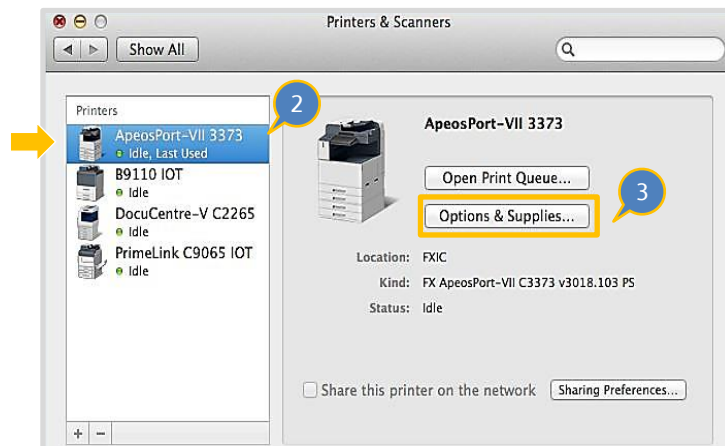 Printers & Scanners
Show All
Printers
2
ApeosPort-VII 3373
Idle, Last Used
B9110 IOT
Idle
DocuCentre-V C2265
Idle
PrimeLink C9065 IOT
Idle
+ −
ApeosPort-VII 3373
Open Print Queue...
3
Options & Supplies...
Location: FXIC
Kind: FX ApeosPort-VII C3373 v3018.103 PS
Status: Idle
Share this printer on the network Sharing Preferences...